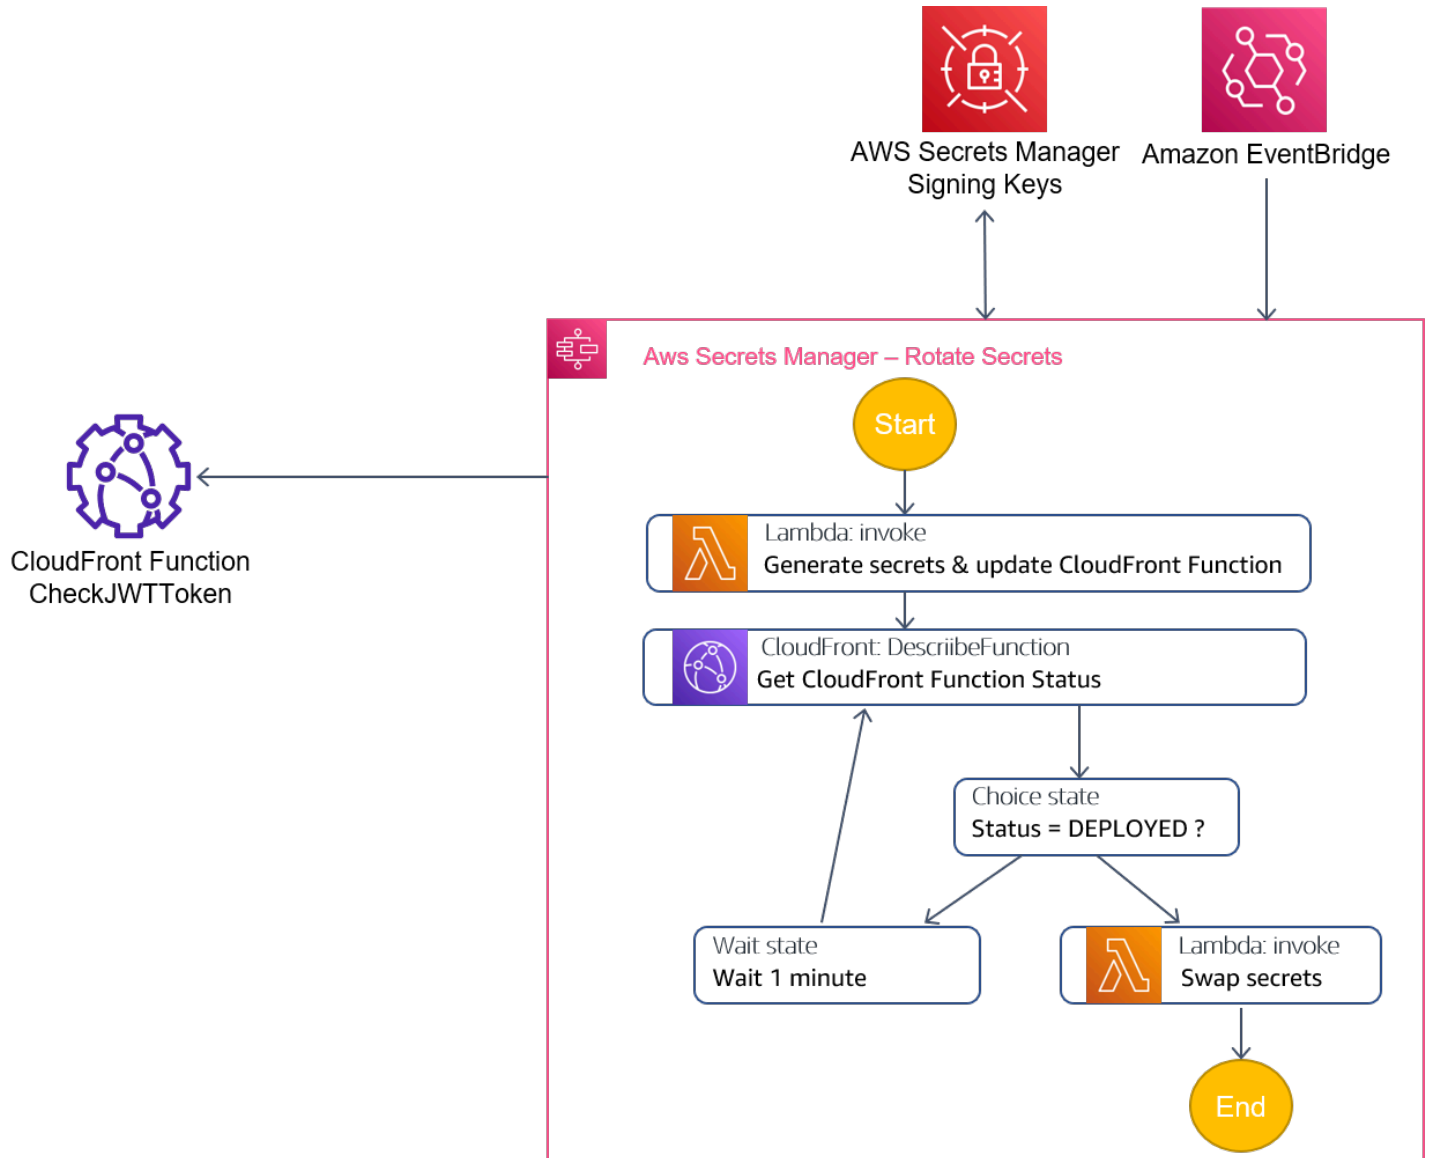 AWS Secrets Manager
Signing Keys
Amazon EventBridge
Aws Secrets Manager – Rotate Secrets
Start
Lambda: invoke
Generate secrets & update CloudFront Function
CloudFront Function
CheckJWTToken
CloudFront: DescriibeFunction
Get CloudFront Function Status
Choice state
Status = DEPLOYED ?
Wait state
Wait 1 minute
Lambda: invoke
Swap secrets
End